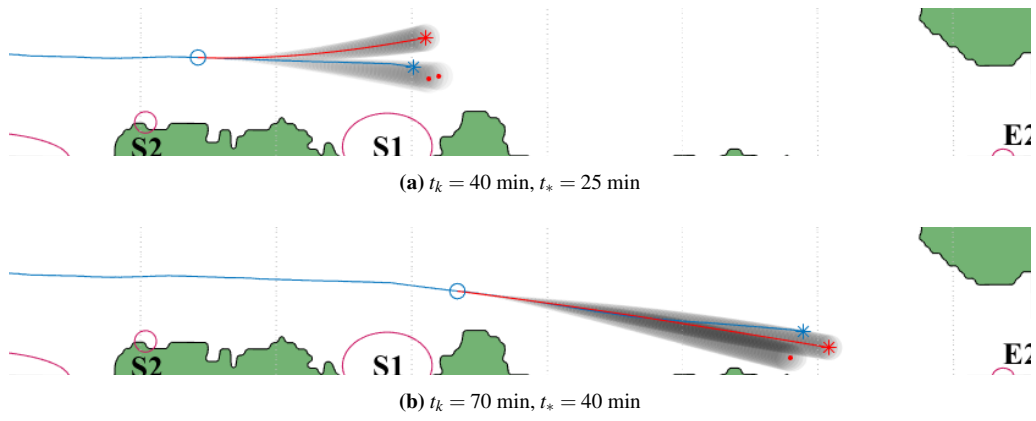 S2
S1
E2
(a) t_k = 40 min, t_* = 25 min
S2
S1
E2
(b) t_k = 70 min, t_* = 40 min